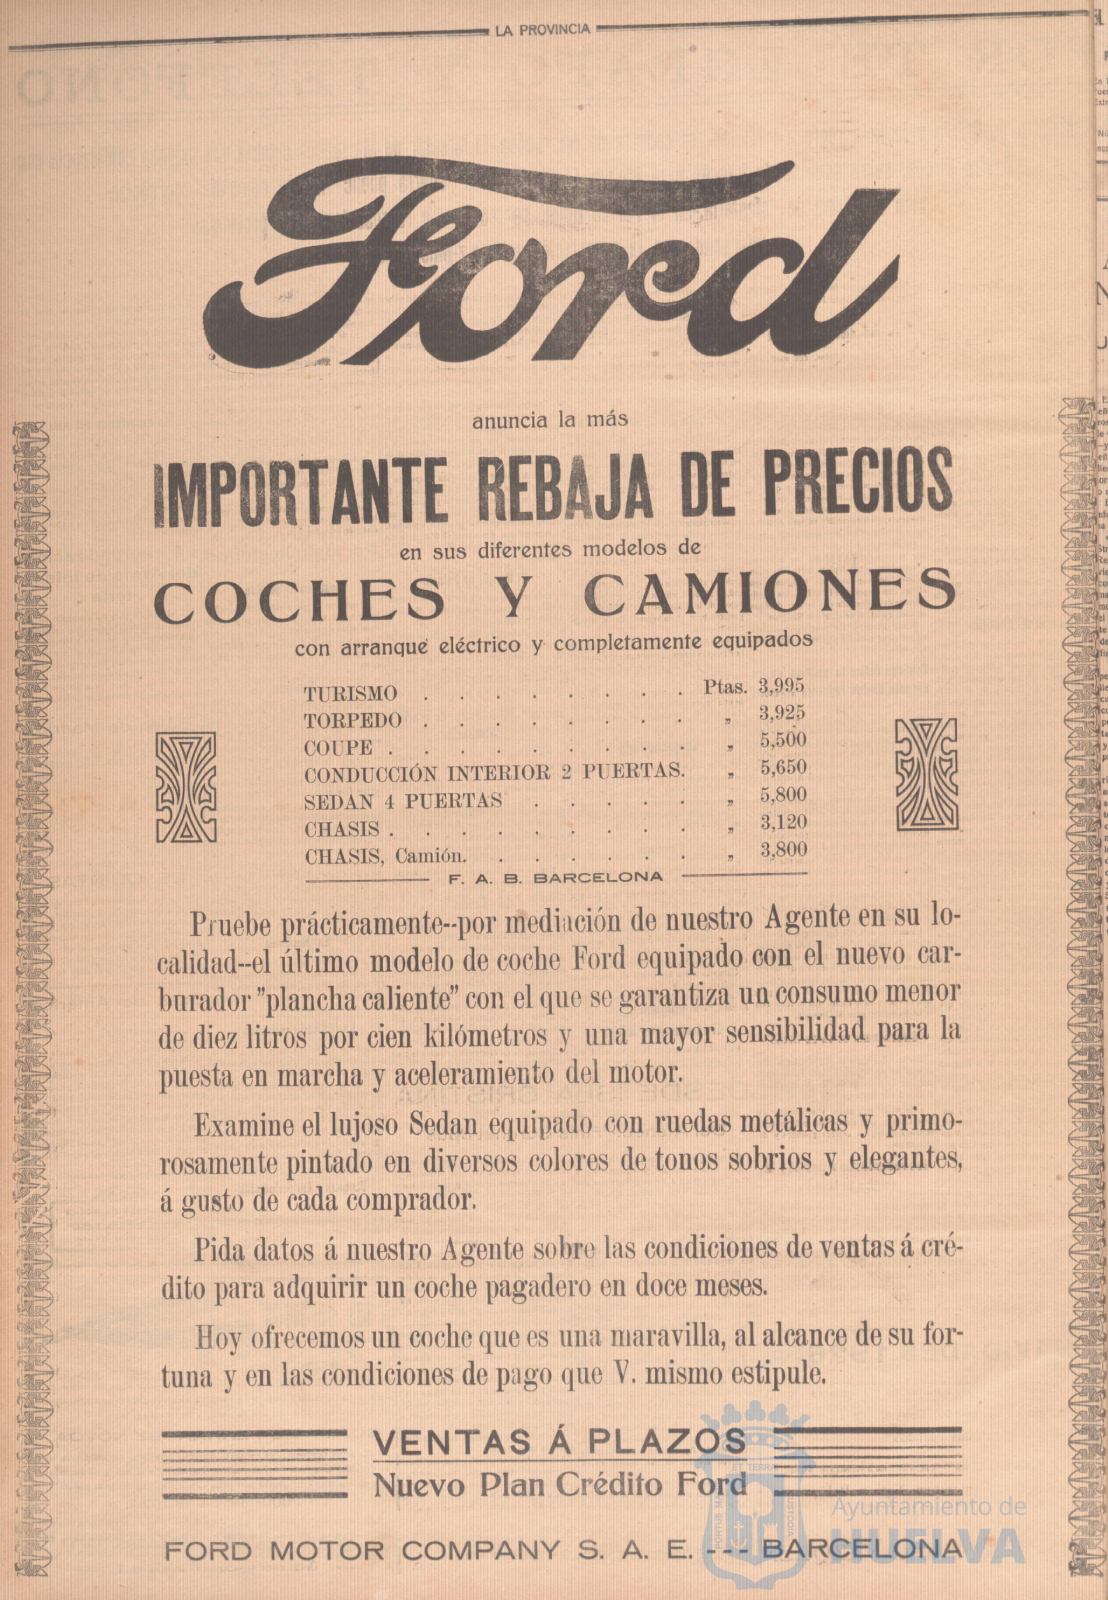 LA PROVINCIA
Ford
anuncia la más
IMPORTANTE REBAJA DE PRECIOS
en sus diferentes modelos de
COCHES Y CAMIONES
con arranque eléctrico y completamente equipados
TURISMO . . . . . . . . Ptas. 3,995
TORPEDO . . . . . . . . „ 3,925
COUPE . . . . . . . . . „ 5,500
CONDUCCIÓN INTERIOR 2 PUERTAS. „ 5,650
SEDAN 4 PUERTAS . . . . . „ 5,800
CHASIS . . . . . . . . . „ 3,120
CHASIS, Camión. . . . . . . „ 3,800
F. A. B. BARCELONA
Pruebe prácticamente--por mediación de nuestro Agente en su lo-
calidad--el último modelo de coche Ford equipado con el nuevo car-
burador "plancha caliente" con el que se garantiza un consumo menor
de diez litros por cien kilómetros y una mayor sensibilidad para la
puesta en marcha y aceleramiento del motor.
Examine el lujoso Sedan equipado con ruedas metálicas y primo-
rosamente pintado en diversos colores de tonos sobrios y elegantes,
á gusto de cada comprador.
Pida datos á nuestro Agente sobre las condiciones de ventas á cré-
dito para adquirir un coche pagadero en doce meses.
Hoy ofrecemos un coche que es una maravilla, al alcance de su for-
tuna y en las condiciones de pago que V. mismo estipule.
VENTAS Á PLAZOS
Nuevo Plan Crédito Ford
FORD MOTOR COMPANY S. A. E. --- BARCELONA
Ayuntamiento de
HUELVA